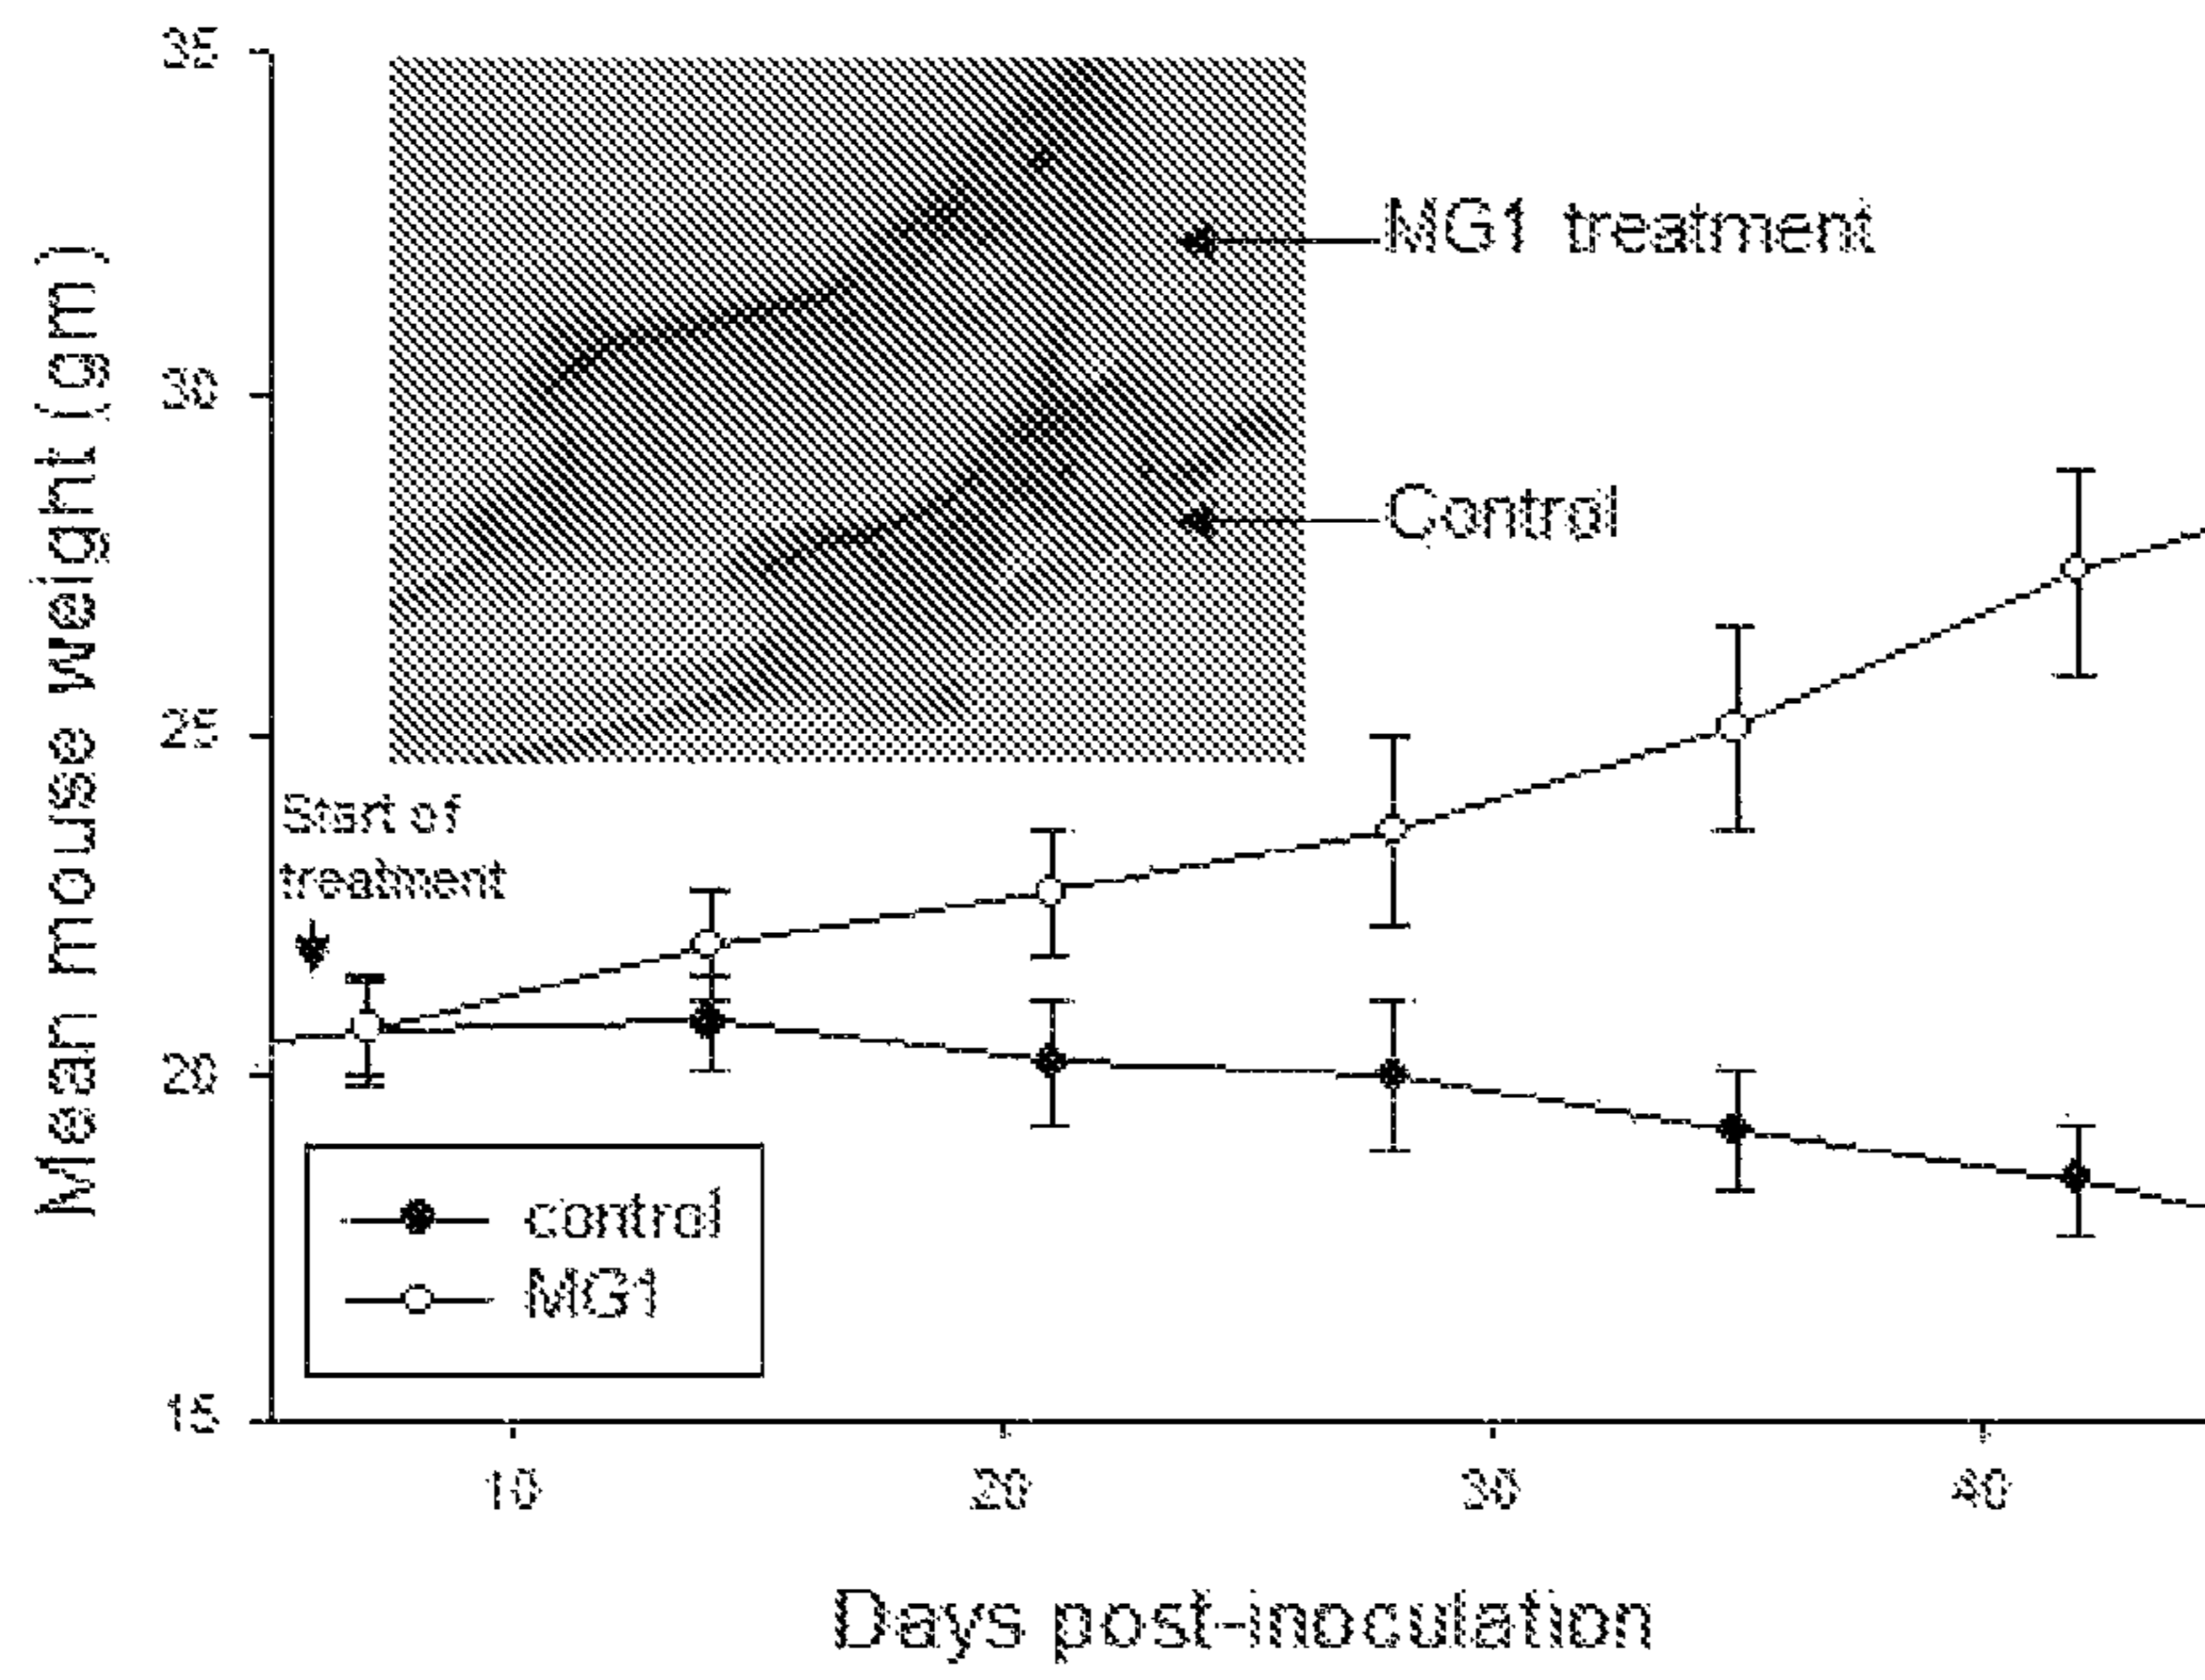 Mean mouse weight (gm)
35
30
25
20
15
MG1 treatment
Control
Start of
treatment
control
MG1
10
20
30
40
Days post-inoculation